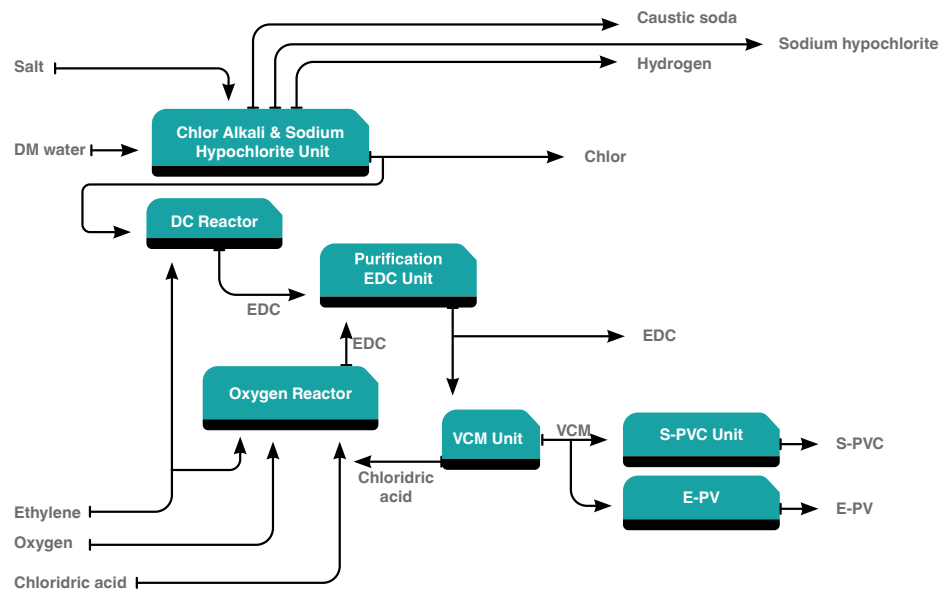 Caustic soda
Sodium hypochlorite
Hydrogen
Salt
Chlor Alkali & Sodium
Hypochlorite Unit
DM water
Chlor
DC Reactor
Purification
EDC Unit
EDC
EDC
EDC
Oxygen Reactor
VCM Unit
VCM
S-PVC Unit
S-PVC
Chloridric
acid
E-PV
E-PV
Ethylene
Oxygen
Chloridric acid